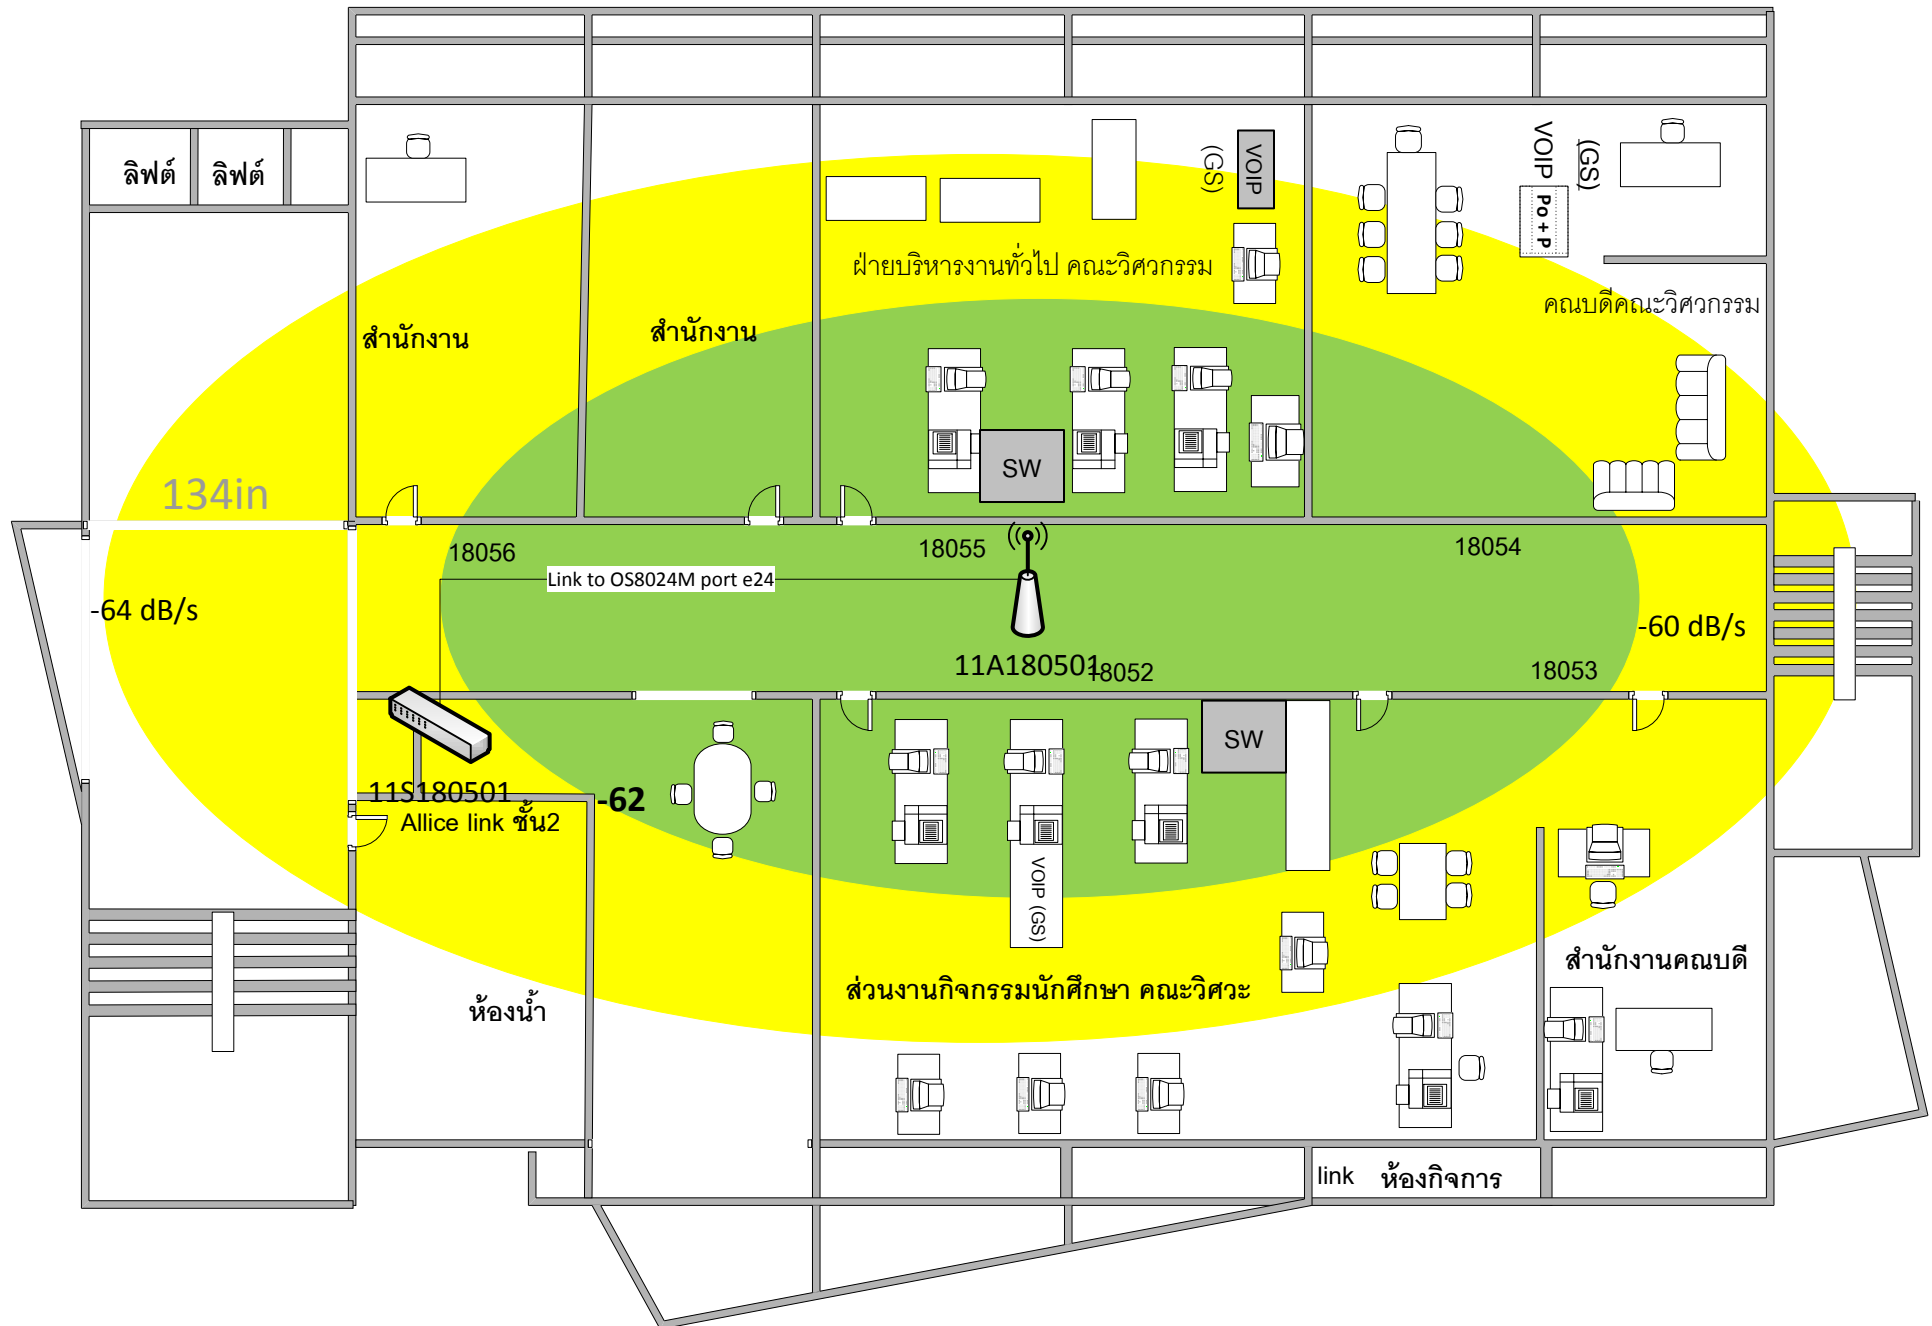 ลิฟต์
ลิฟต์
VOIP
(GS)
VOIP
(GS)
Po + P
ฝ่ายบริหารงานทั่วไป คณะวิศวกรรม
คณบดีคณะวิศวกรรม
สำนักงาน
สำนักงาน
SW
134in
18056
18055
18054
Link to OS8024M port e24
-64 dB/s
-60 dB/s
11A180501
18052
18053
SW
11S180501
Allice link ชั้น2
-62
VOIP (GS)
ส่วนงานกิจกรรมนักศึกษา คณะวิศวะ
สำนักงานคณบดี
ห้องน้ำ
link ห้องกิจการ